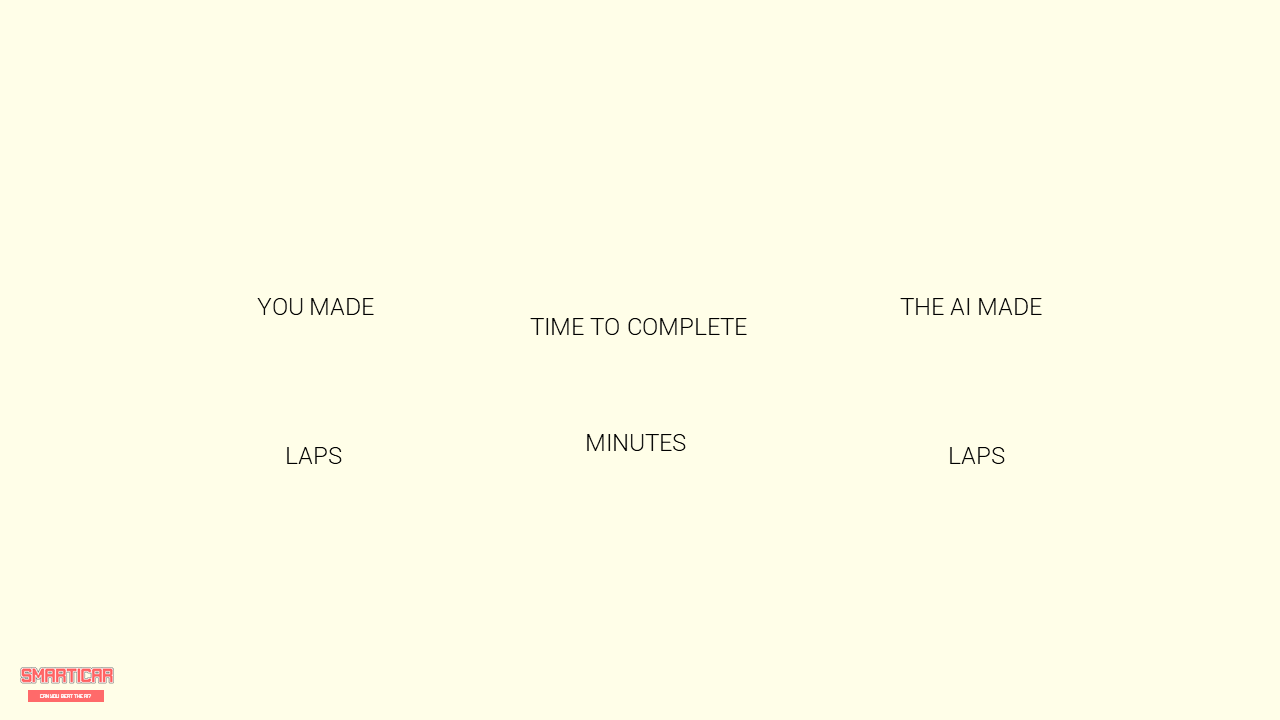 YOU MADE
LAPS
TIME TO COMPLETE
MINUTES
THE AI MADE
LAPS
SMARTICAR
CAN YOU BEAT THE AI?